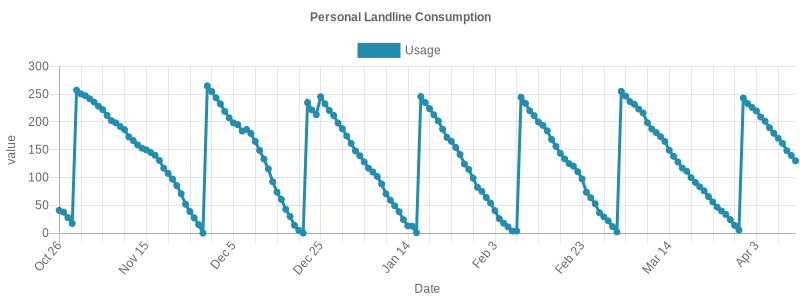 Personal Landline Consumption
Usage
300
250
200
150
100
50
0
value
Oct 26
Nov 15
Dec 5
Dec 25
Jan 14
Feb 3
Feb 23
Mar 14
Apr 3
Date